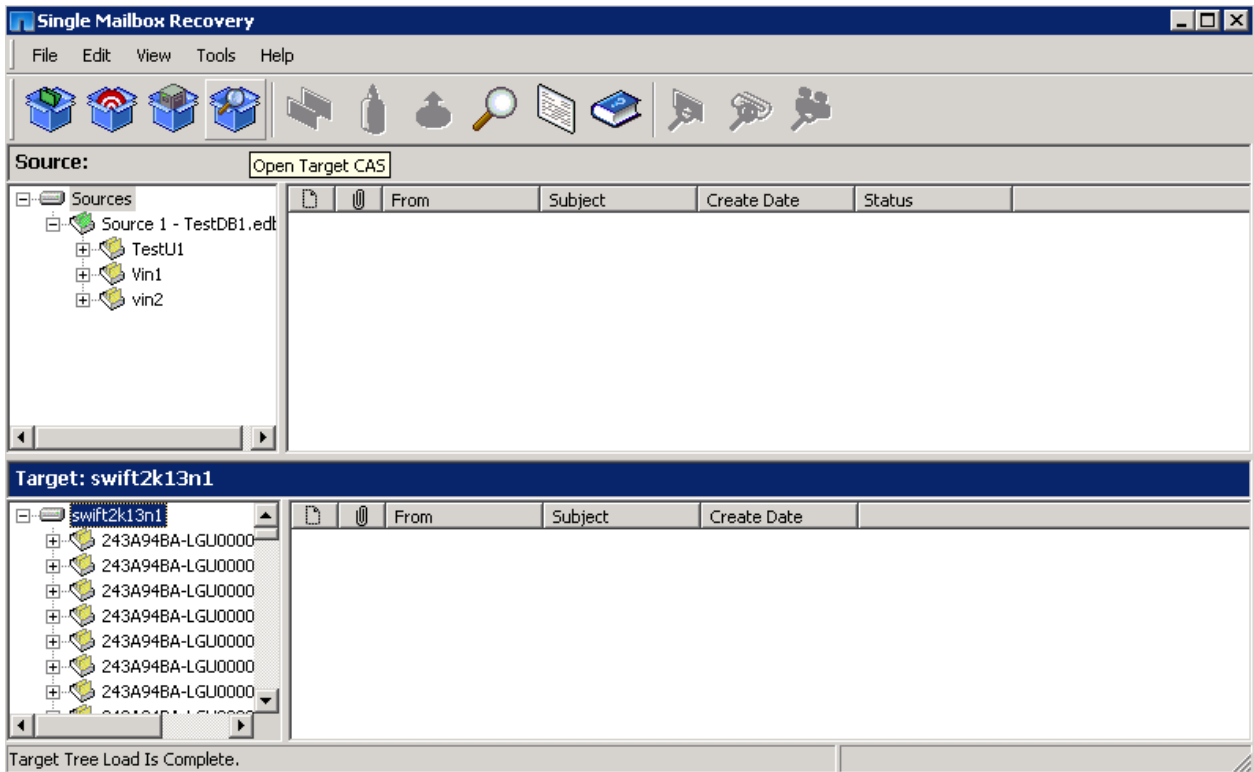 Single Mailbox Recovery
File Edit View Tools Help
Source:
Open Target CAS
Sources
From Subject Create Date Status
Source 1 - TestDB1.edb
TestU1
Vin1
vin2
Target: swift2k13n1
swift2k13n1
From Subject Create Date
243A94BA-LGU0000
243A94BA-LGU0000
243A94BA-LGU0000
243A94BA-LGU0000
243A94BA-LGU0000
243A94BA-LGU0000
243A94BA-LGU0000
Target Tree Load Is Complete.